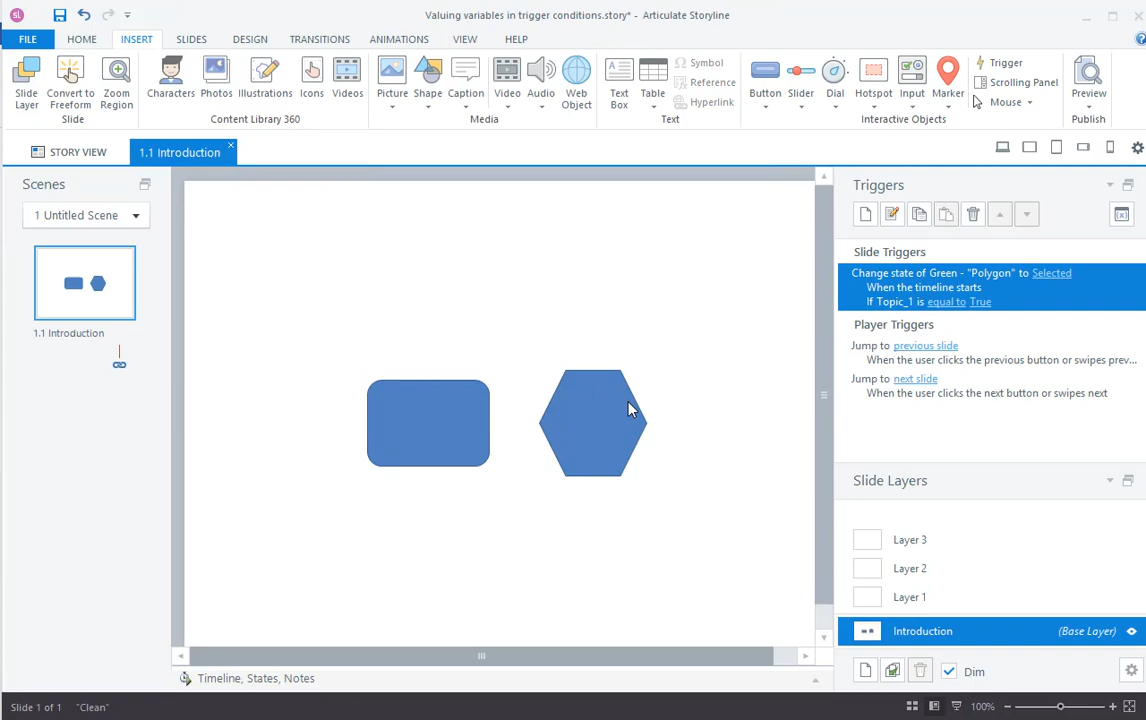 sl
Valuing variables in trigger conditions.story* - Articulate Storyline
FILE HOME INSERT SLIDES DESIGN TRANSITIONS ANIMATIONS VIEW HELP
Slide Layer
Convert to Freeform
Zoom Region
Slide
Characters
Photos
Illustrations
Icons
Videos
Content Library 360
Picture
Shape
Caption
Video
Audio
Web Object
Media
Text Box
Table
Symbol
Reference
Hyperlink
Text
Button
Slider
Dial
Hotspot
Input
Marker
Trigger
Scrolling Panel
Mouse
Interactive Objects
Preview
Publish
STORY VIEW
1.1 Introduction
Scenes
1 Untitled Scene
1.1 Introduction
Triggers
Slide Triggers
Change state of Green - "Polygon" to Selected
When the timeline starts
If Topic_1 is equal to True
Player Triggers
Jump to previous slide
When the user clicks the previous button or swipes prev...
Jump to next slide
When the user clicks the next button or swipes next
Slide Layers
Layer 3
Layer 2
Layer 1
Introduction (Base Layer)
Dim
Timeline, States, Notes
Slide 1 of 1 "Clean"
100%